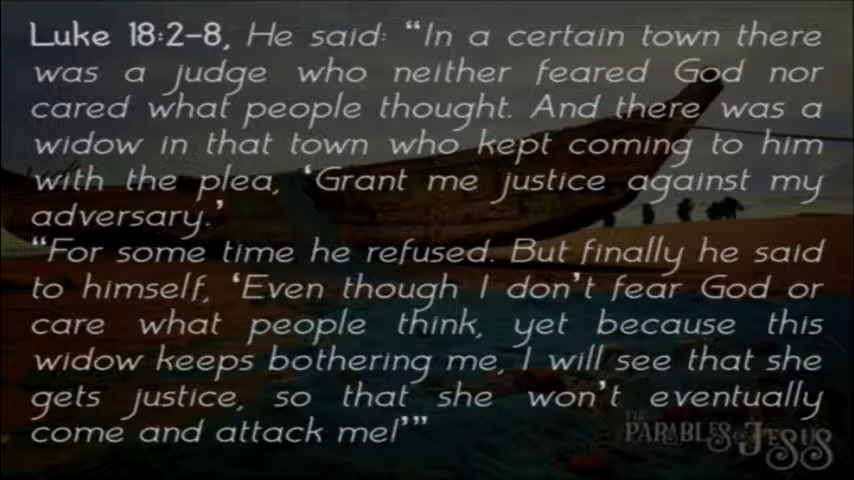 Luke 18:2-8, He said: “In a certain town there
was a judge who neither feared God nor
cared what people thought. And there was a
widow in that town who kept coming to him
with the plea, ‘Grant me justice against my
adversary.’
“For some time he refused. But finally he said
to himself, ‘Even though I don’t fear God or
care what people think, yet because this
widow keeps bothering me, I will see that she
gets justice, so that she won’t eventually
come and attack me!’”
THE
PARABLES of JESUS